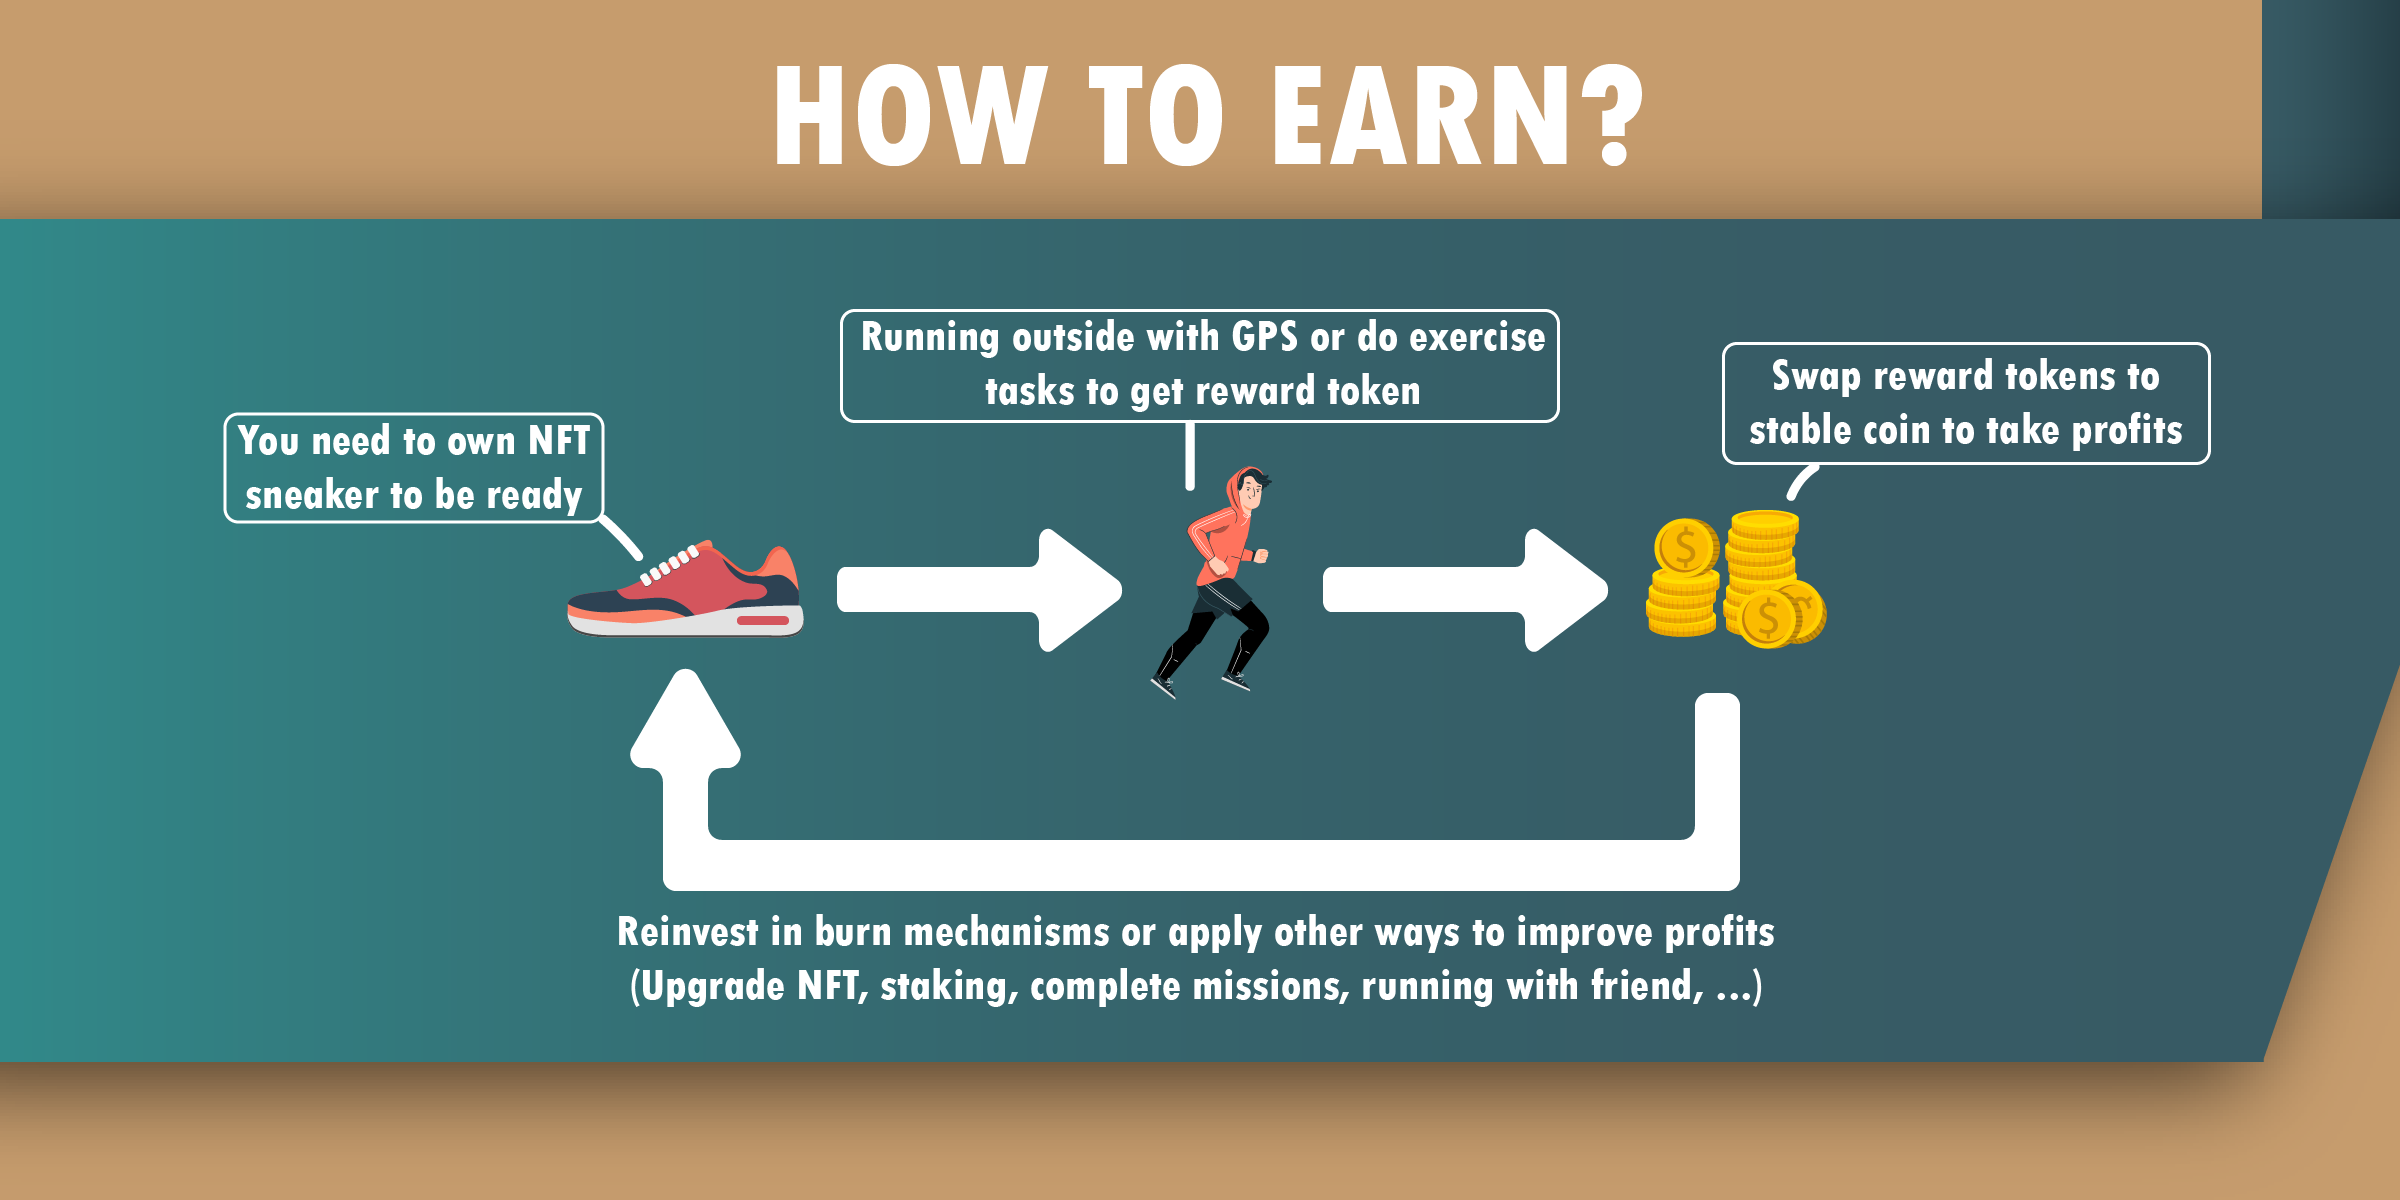 HOW TO EARN?
You need to own NFT
sneaker to be ready
Running outside with GPS or do exercise
tasks to get reward token
Swap reward tokens to
stable coin to take profits
Reinvest in burn mechanisms or apply other ways to improve profits
(Upgrade NFT, staking, complete missions, running with friend, ...)